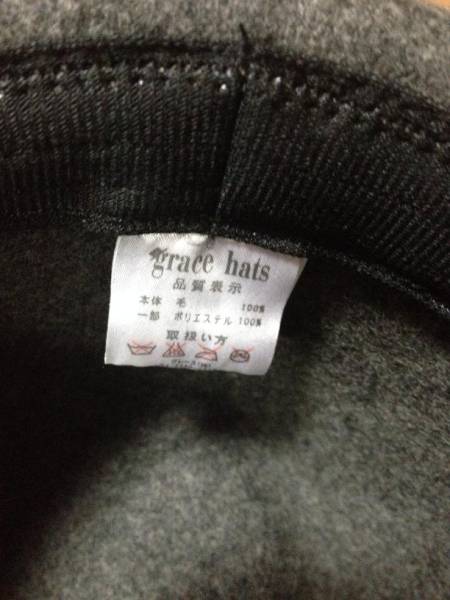 grace hats
品質表示
本体 毛 100%
一部 ポリエステル 100%
取扱い方